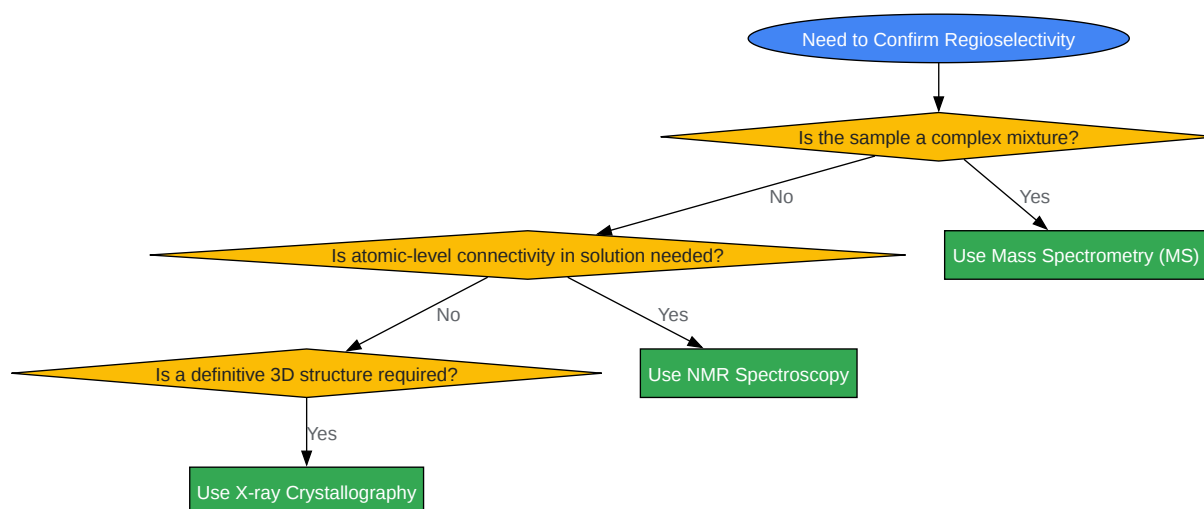 Need to Confirm Regioselectivity
Is the sample a complex mixture?
No
Yes
Is atomic-level connectivity in solution needed?
Use Mass Spectrometry (MS)
No
Yes
Is a definitive 3D structure required?
Use NMR Spectroscopy
Yes
Use X-ray Crystallography